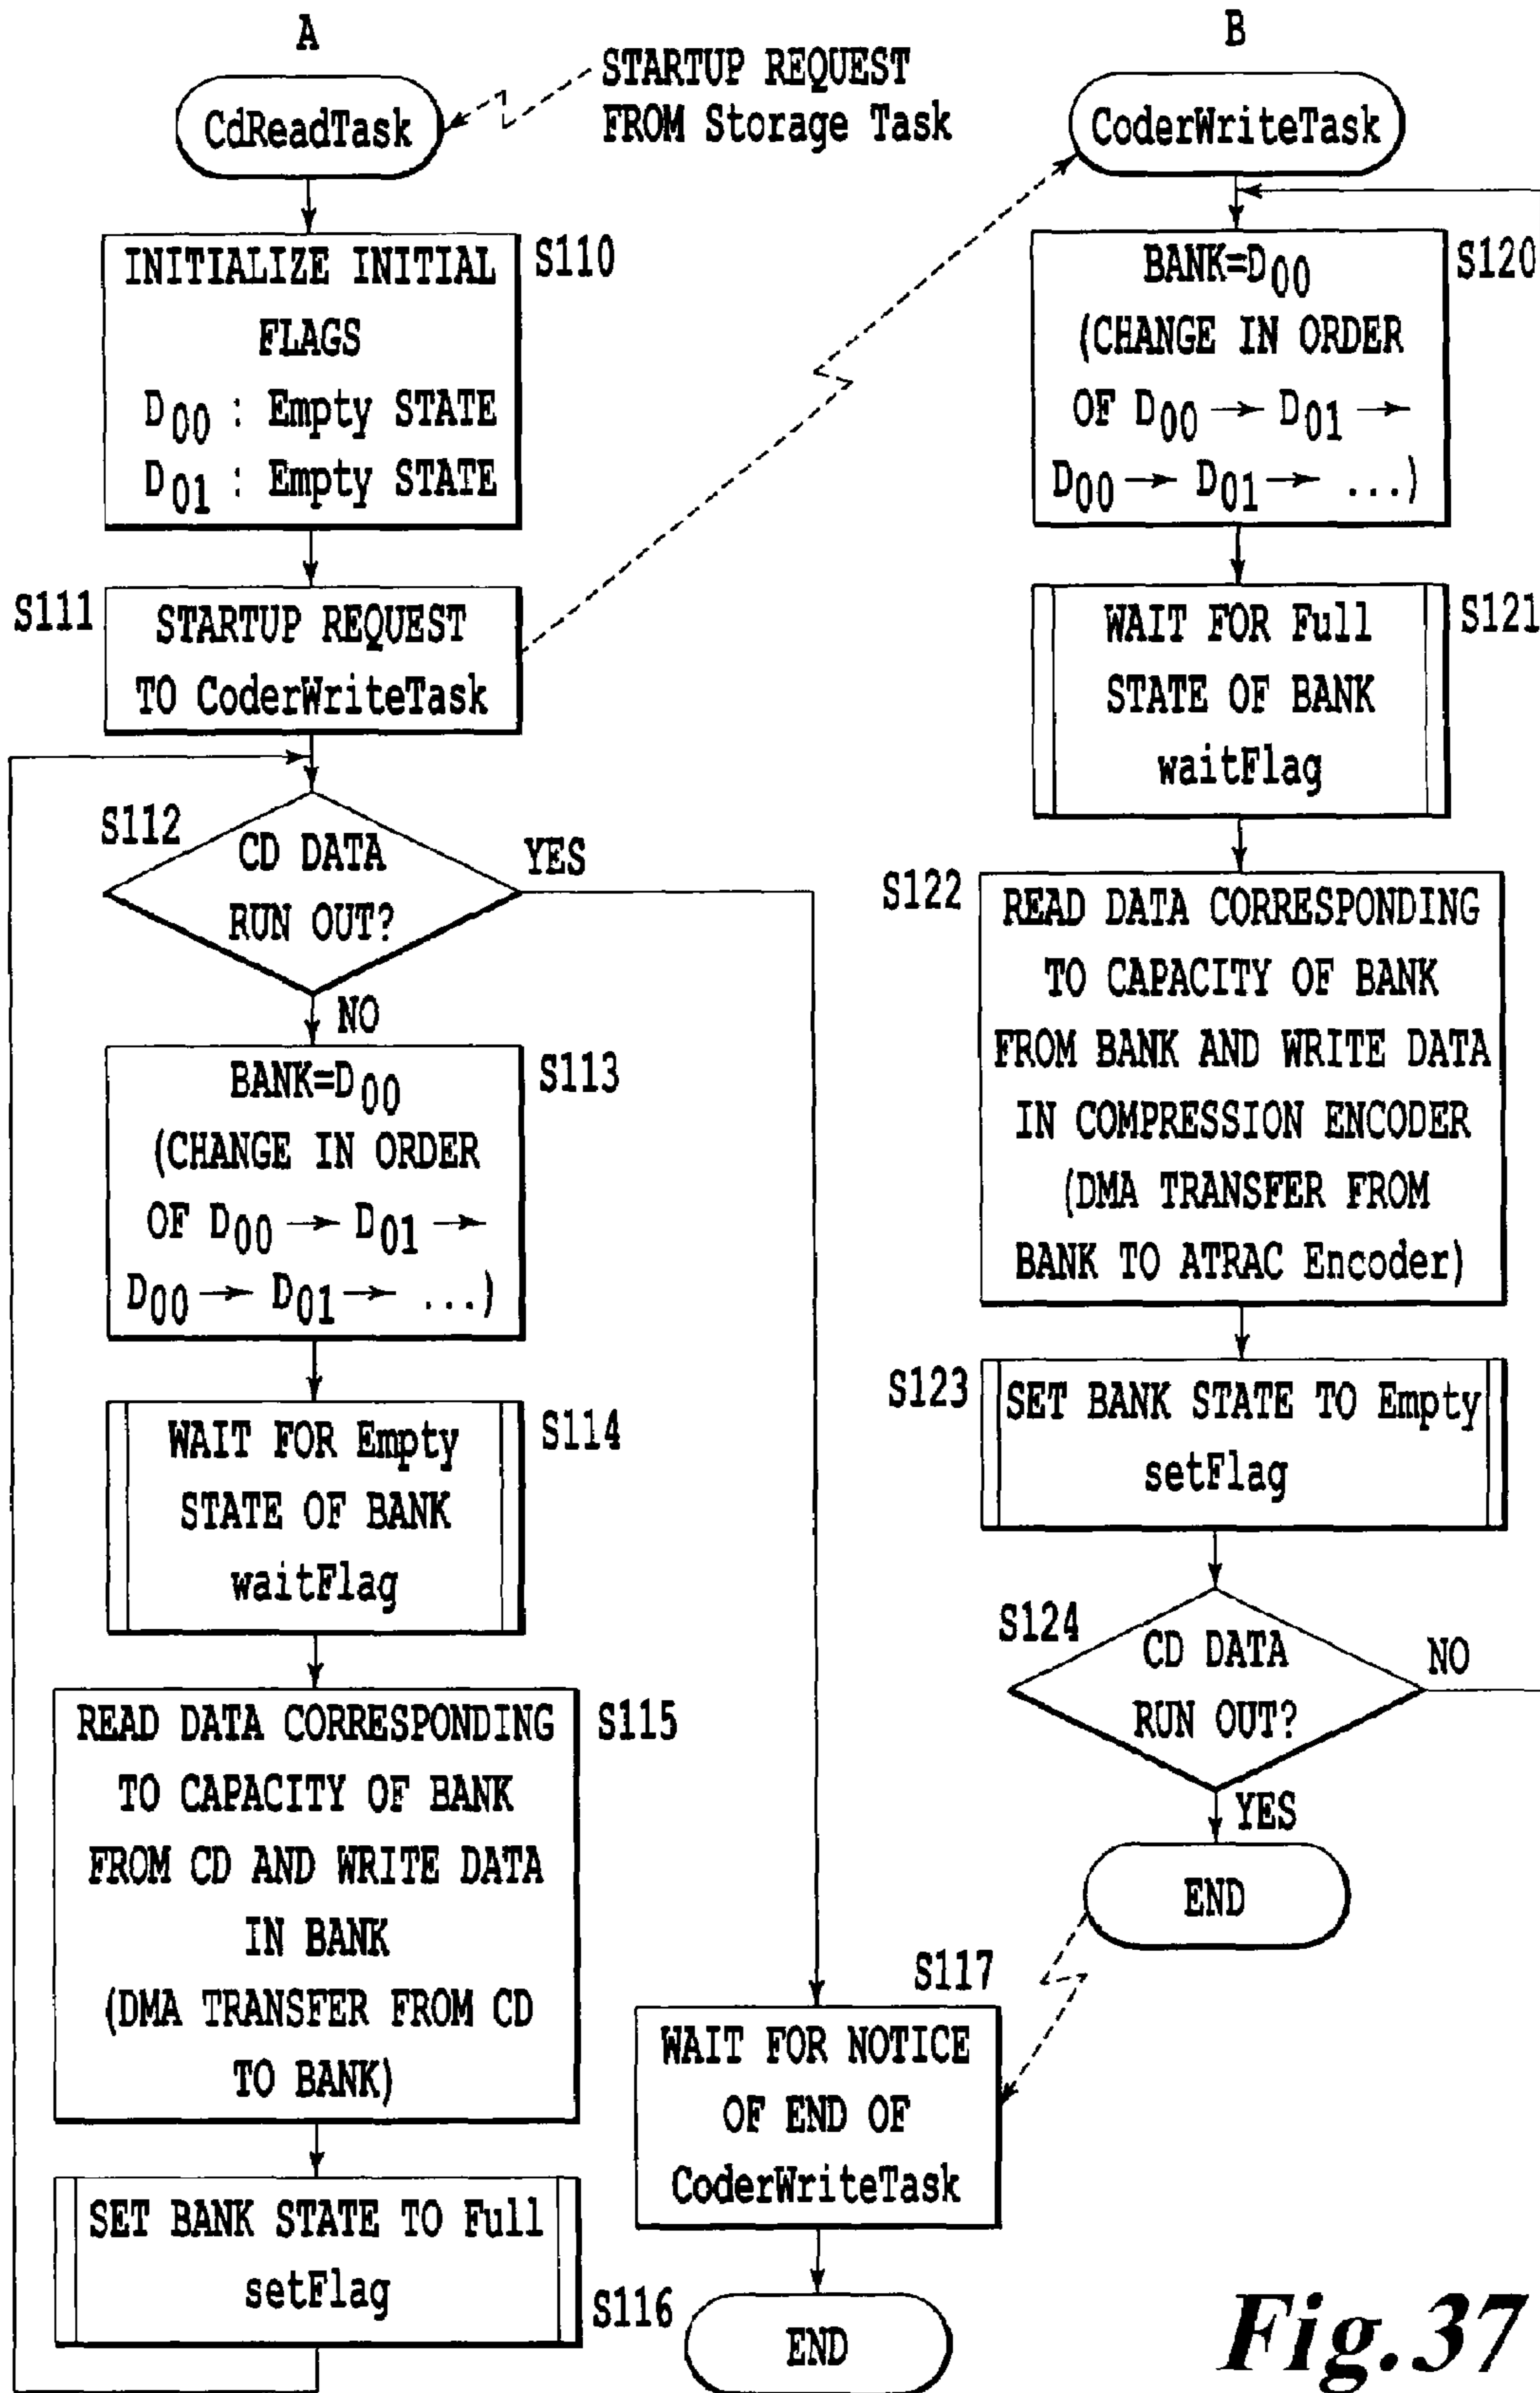 A
CdReadTask
STARTUP REQUEST
FROM Storage Task
INITIALIZE INITIAL
FLAGS
D00 : Empty STATE
D01 : Empty STATE
S110
S111
STARTUP REQUEST
TO CoderWriteTask
S112
CD DATA
RUN OUT?
YES
NO
BANK=D00
(CHANGE IN ORDER
OF D00 → D01 →
D00 → D01 → ...)
S113
WAIT FOR Empty
STATE OF BANK
waitFlag
S114
READ DATA CORRESPONDING
TO CAPACITY OF BANK
FROM CD AND WRITE DATA
IN BANK
(DMA TRANSFER FROM CD
TO BANK)
S115
SET BANK STATE TO Full
setFlag
S116
S117
WAIT FOR NOTICE
OF END OF
CoderWriteTask
END
B
CoderWriteTask
BANK=D00
(CHANGE IN ORDER
OF D00 → D01 →
D00 → D01 → ...)
S120
WAIT FOR Full
STATE OF BANK
waitFlag
S121
S122
READ DATA CORRESPONDING
TO CAPACITY OF BANK
FROM BANK AND WRITE DATA
IN COMPRESSION ENCODER
(DMA TRANSFER FROM
BANK TO ATRAC Encoder)
S123
SET BANK STATE TO Empty
setFlag
S124
CD DATA
RUN OUT?
NO
YES
END
Fig.37